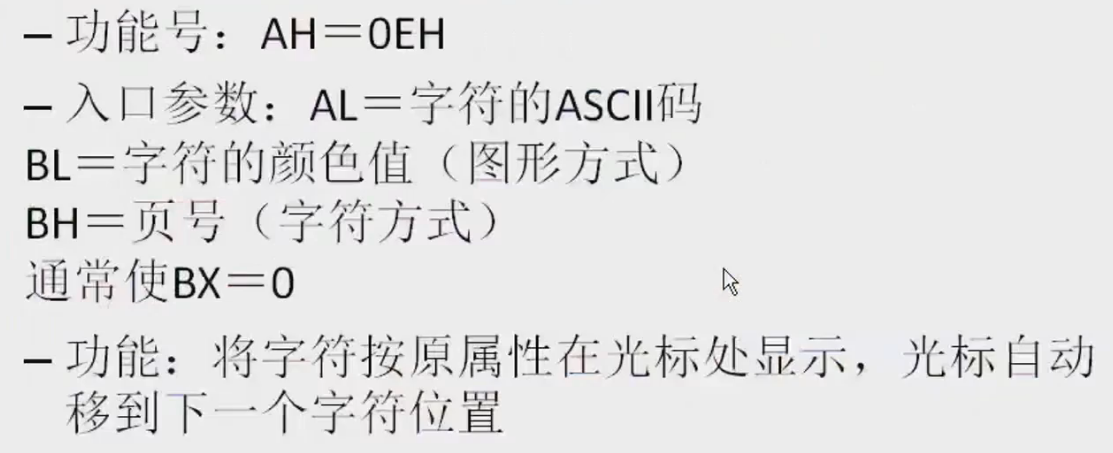 – 功能号：AH＝0EH
– 入口参数：AL＝字符的ASCII码
BL＝字符的颜色值（图形方式）
BH＝页号（字符方式）
通常使BX＝0
– 功能：将字符按原属性在光标处显示，光标自动
移到下一个字符位置